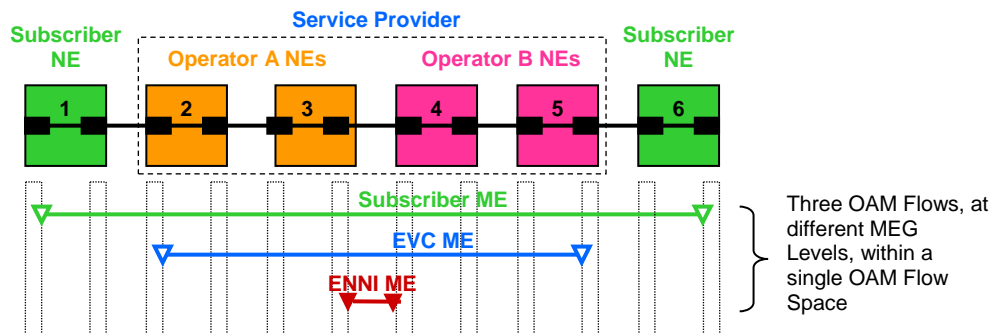 Service Provider
Subscriber
NE
Operator A NEs
Operator B NEs
Subscriber
NE
1
2
3
4
5
6
Subscriber ME
EVC ME
ENNI ME
Three OAM Flows, at
different MEG
Levels, within a
single OAM Flow
Space